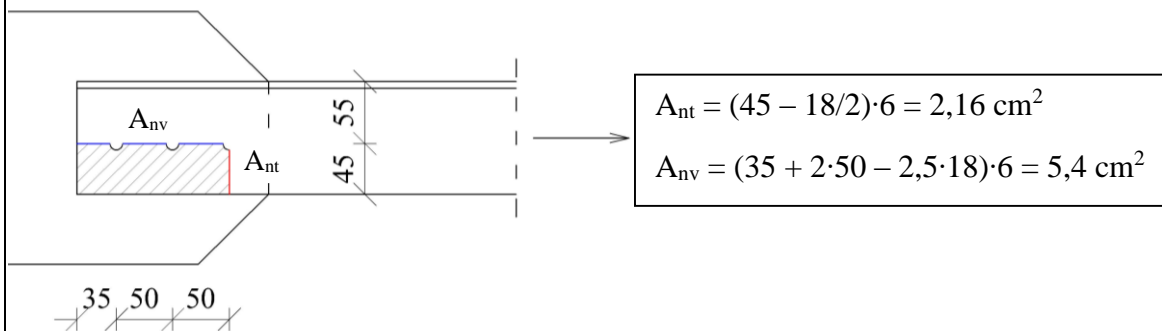 A_nv
A_nt
55
45
35 50 50
A_nt = (45 – 18/2)·6 = 2,16 cm²
A_nv = (35 + 2·50 – 2,5·18)·6 = 5,4 cm²